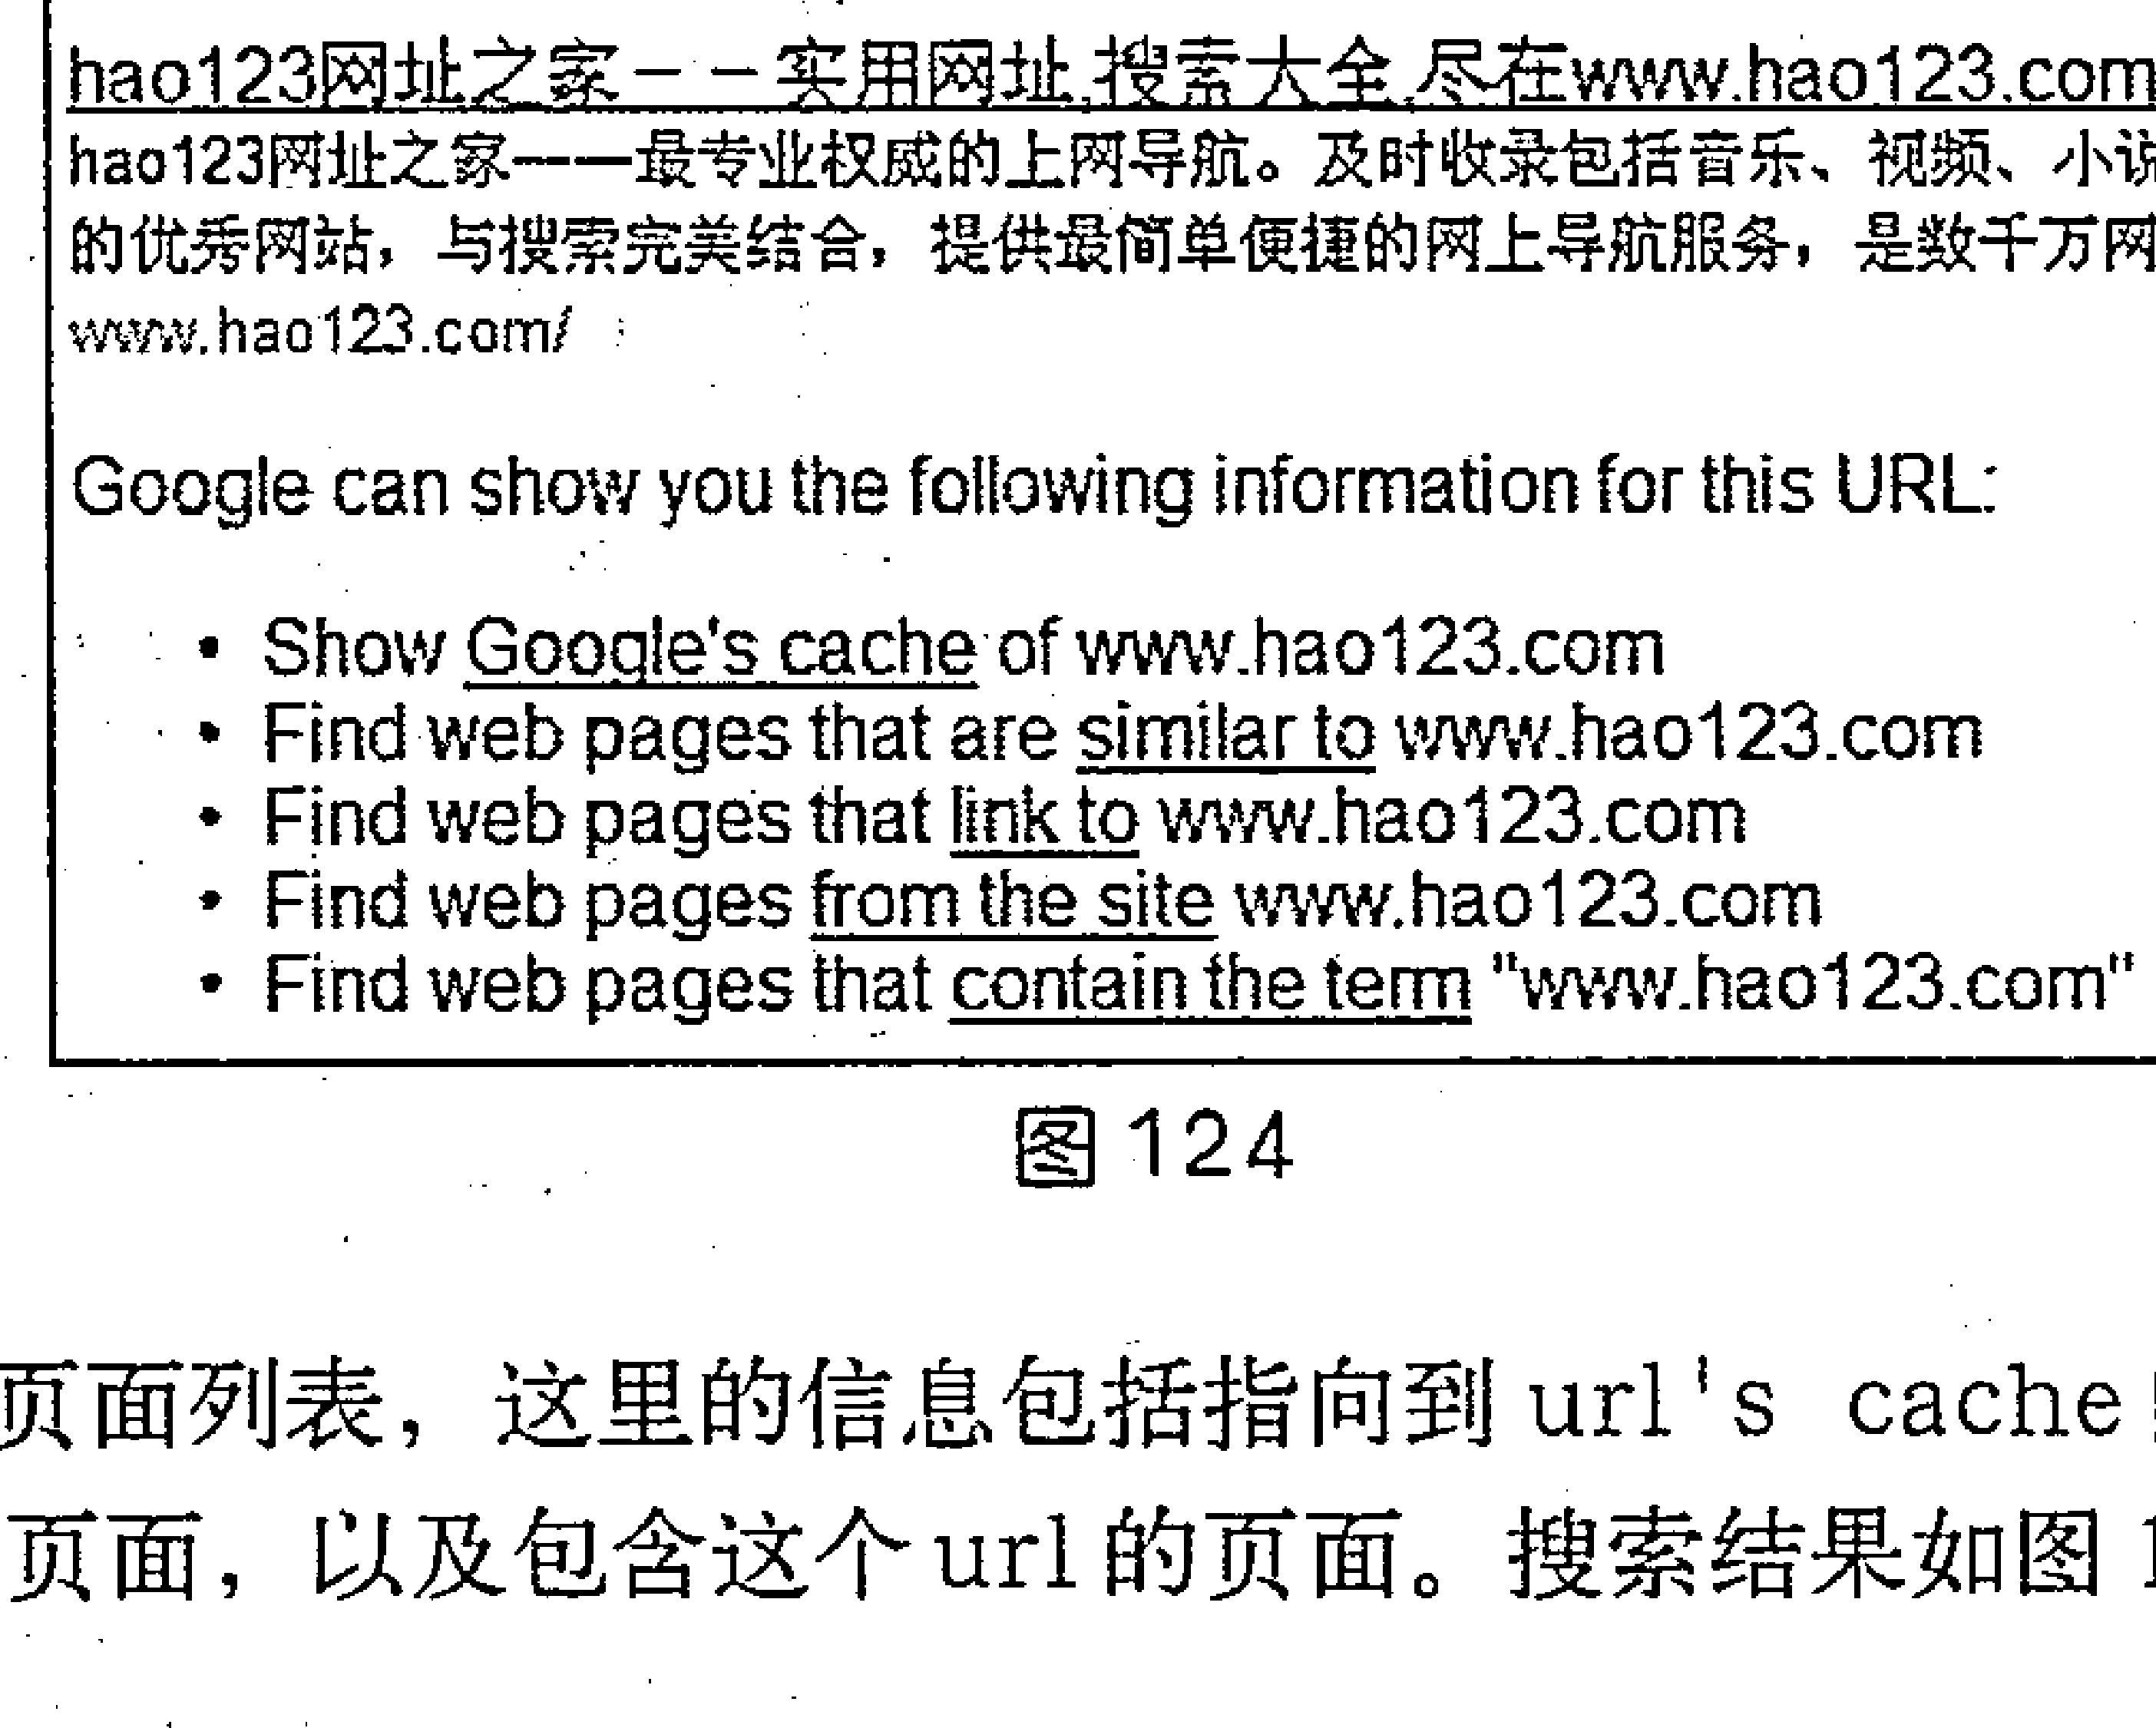 hao123网址之家－－实用网址,搜索大全,尽在www.hao123.com
hao123网址之家----最专业权威的上网导航。及时收录包括音乐、视频、小说
的优秀网站，与搜索完美结合，提供最简单便捷的网上导航服务，是数千万网
www.hao123.com/
Google can show you the following information for this URL:
• Show Google's cache of www.hao123.com
• Find web pages that are similar to www.hao123.com
• Find web pages that link to www.hao123.com
• Find web pages from the site www.hao123.com
• Find web pages that contain the term "www.hao123.com"
图 124
页面列表，这里的信息包括指向到 url's cache
页面，以及包含这个 url 的页面。搜索结果如图